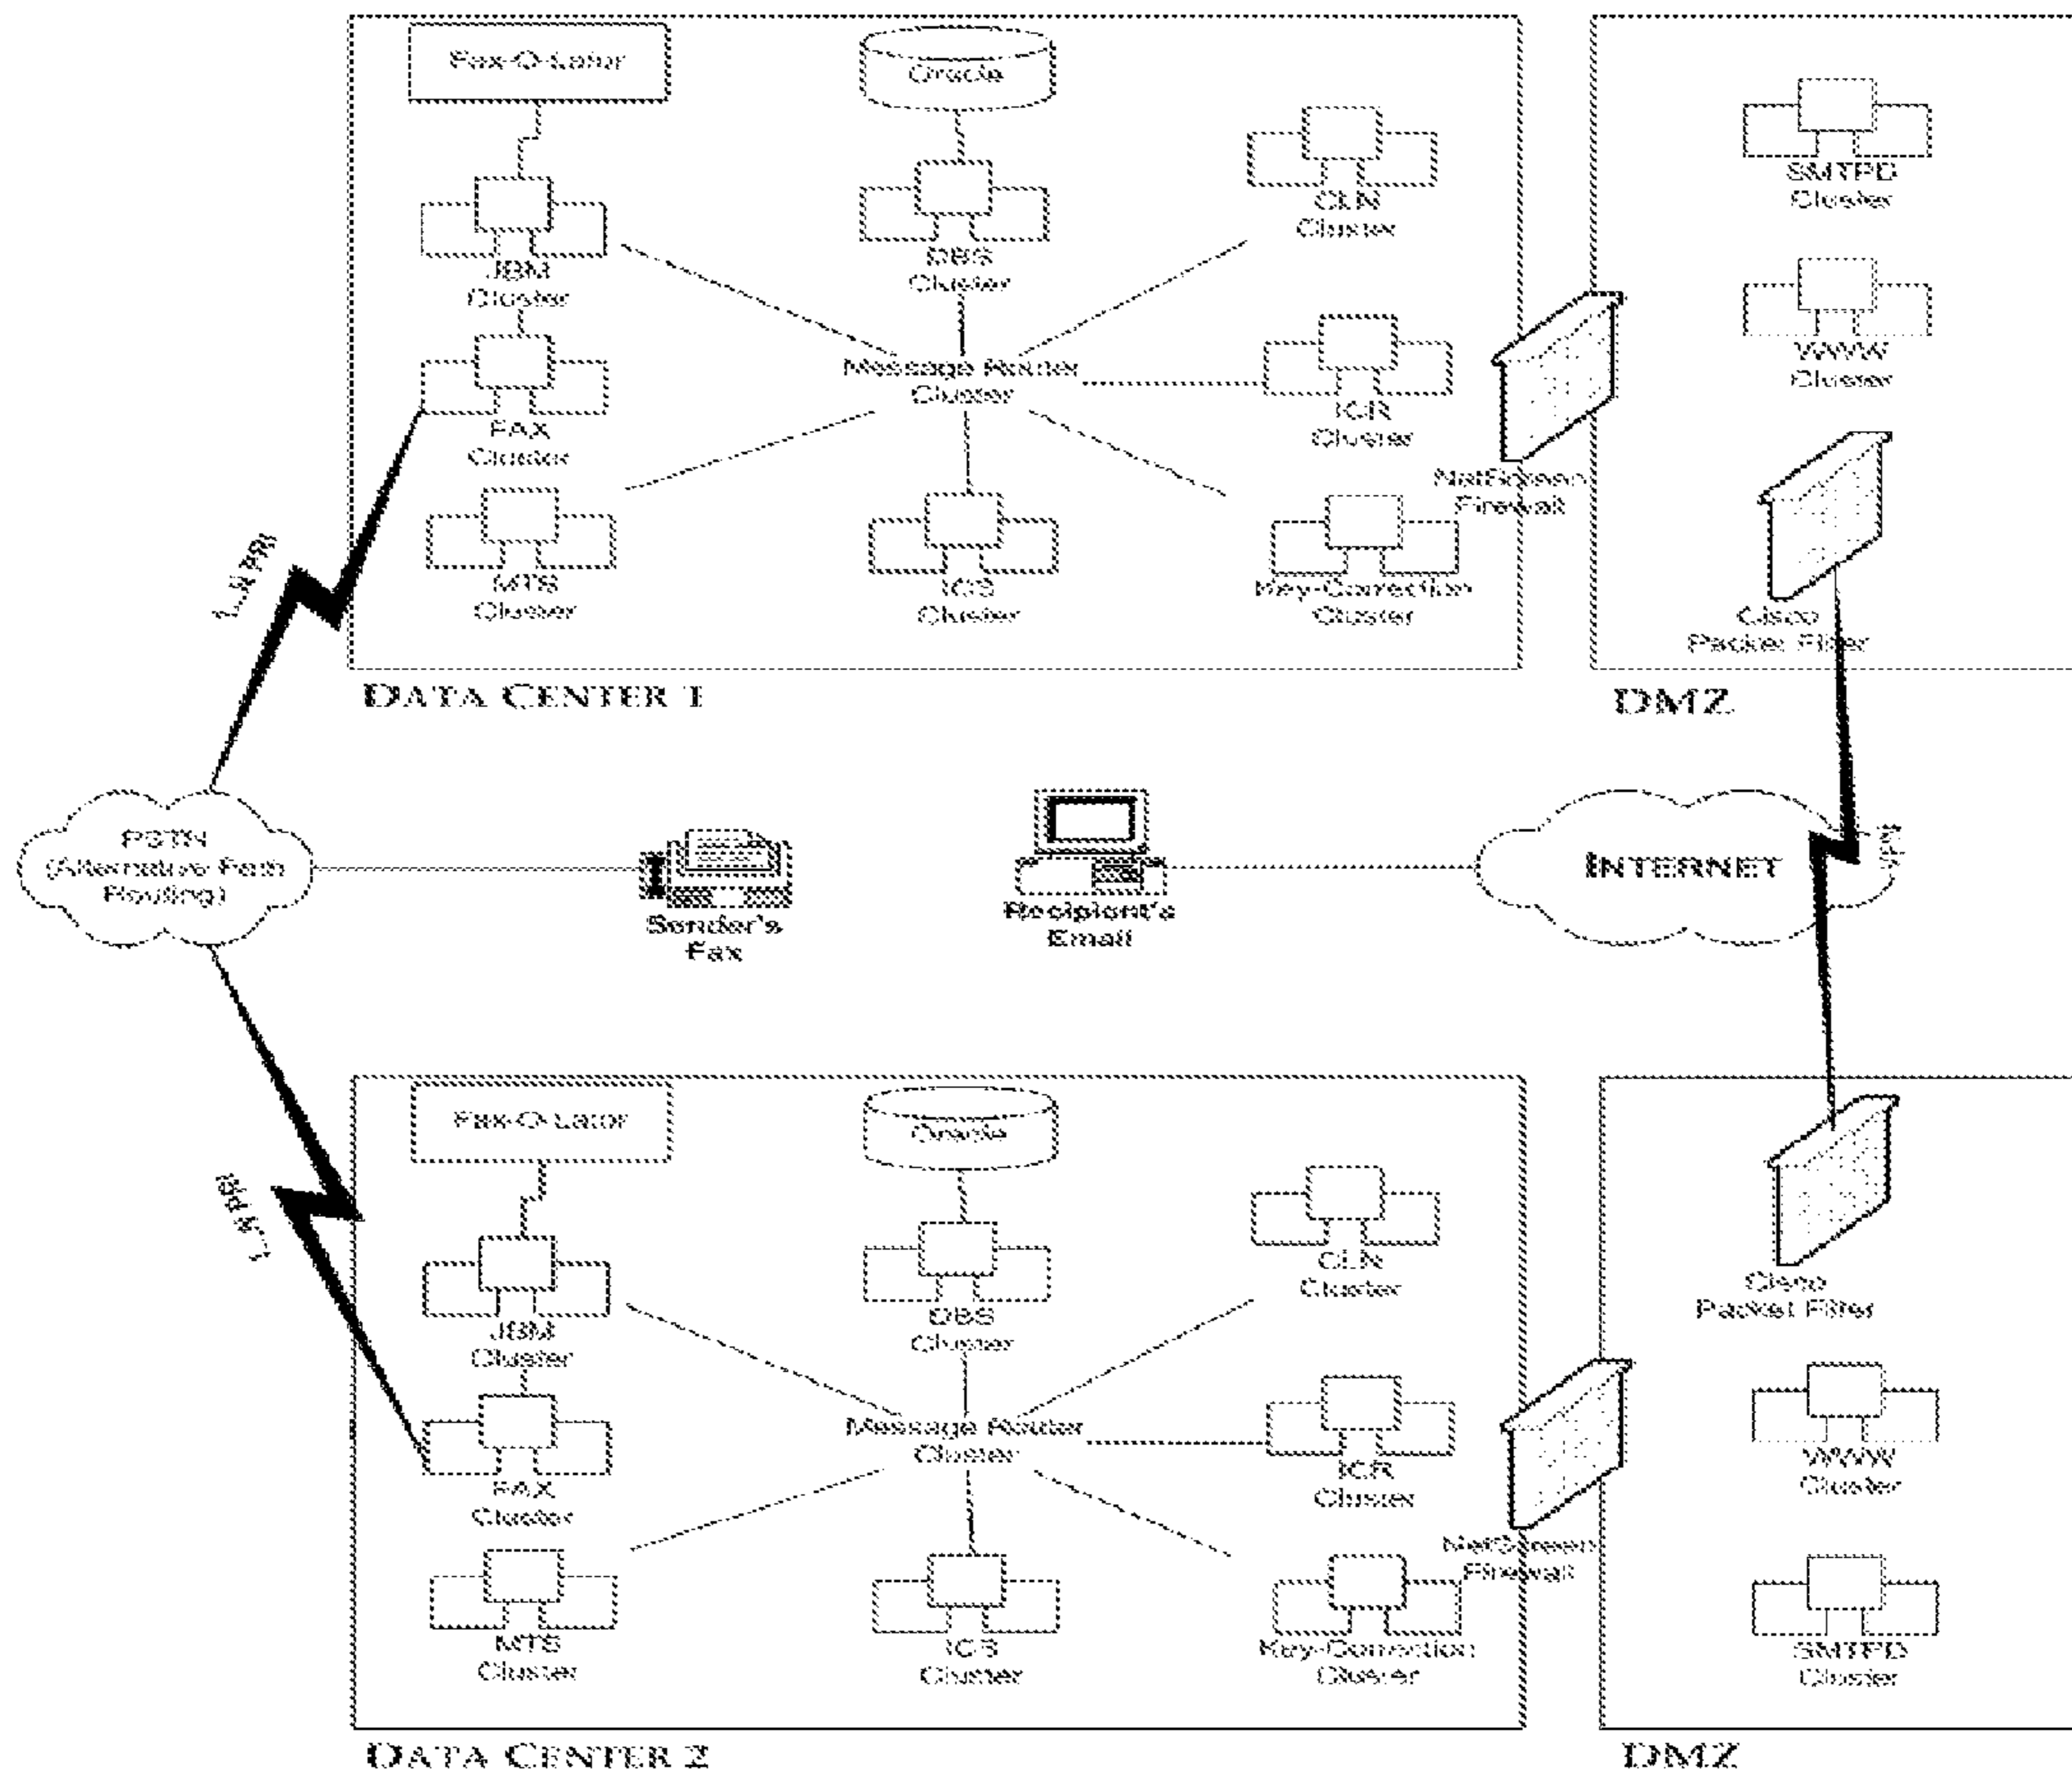 Fax-O-Lator
Oracle
SMTPD
Cluster
CLN
Cluster
JBM
Cluster
DBS
Cluster
WWW
Cluster
Message Router
Cluster
FAX
Cluster
ICR
Cluster
NetScreen
Firewall
MTS
Cluster
ICS
Cluster
Key-Correction
Cluster
Cisco
Packet Filter
1..N PRI
DATA CENTER 1
DMZ
PSTN
(Alternative Path
Routing)
Sender's
Fax
Recipient's
Email
INTERNET
Fax-O-Lator
Oracle
CLN
Cluster
Cisco
Packet Filter
1..N PRI
JBM
Cluster
DBS
Cluster
Message Router
Cluster
FAX
Cluster
ICR
Cluster
WWW
Cluster
NetScreen
Firewall
MTS
Cluster
ICS
Cluster
Key-Correction
Cluster
SMTPD
Cluster
DATA CENTER 2
DMZ